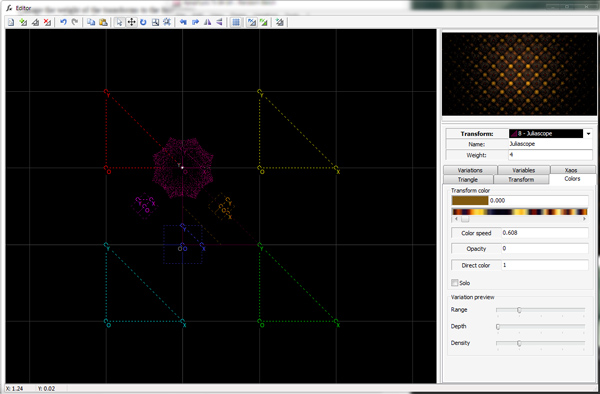 Editor
Transform:
8 - Juliascope
Name:
Juliascope
Weight:
4
Variations
Variables
Xaos
Triangle
Transform
Colors
Transform color
0.000
Color speed
0.608
Opacity
0
Direct color
1
Solo
Variation preview
Range
Depth
Density
Y
Y
O
X
O
X
Y
X
O
Y
Y
O
X
O
X
X: 1.24 Y: 0.02